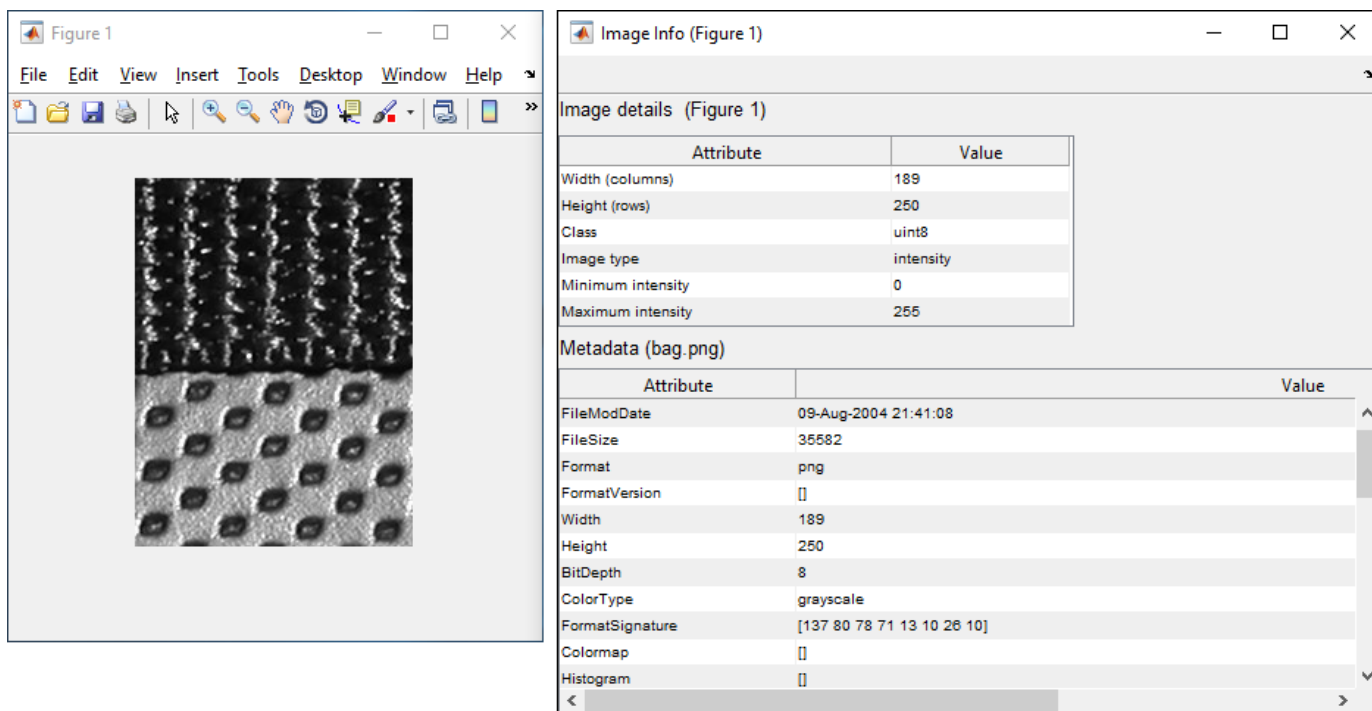 Figure 1
File Edit View Insert Tools Desktop Window Help
Image Info (Figure 1)
Image details (Figure 1)
Attribute Value
Width (columns) 189
Height (rows) 250
Class uint8
Image type intensity
Minimum intensity 0
Maximum intensity 255
Metadata (bag.png)
Attribute Value
FileModDate 09-Aug-2004 21:41:08
FileSize 35582
Format png
FormatVersion []
Width 189
Height 250
BitDepth 8
ColorType grayscale
FormatSignature [137 80 78 71 13 10 26 10]
Colormap []
Histogram []